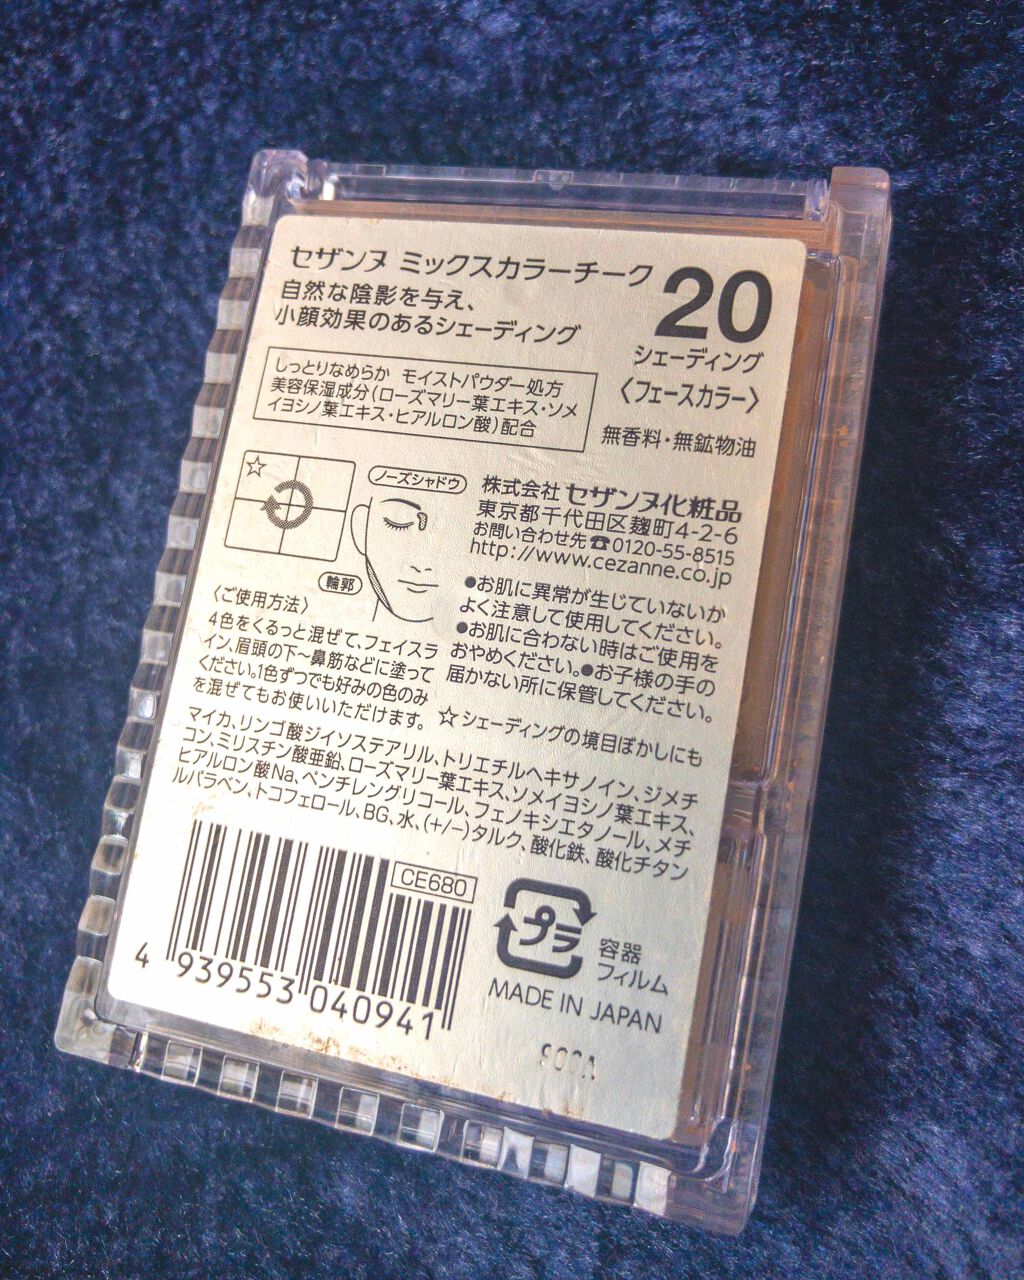 セザンヌ ミックスカラーチーク
20
自然な陰影を与え、
小顔効果のあるシェーディング
シェーディング
〈フェースカラー〉
しっとりなめらか モイストパウダー処方
美容保湿成分(ローズマリー葉エキス・ソメ
イヨシノ葉エキス・ヒアルロン酸)配合
無香料・無鉱物油
☆
ノーズシャドウ
輪郭
株式会社 セザンヌ化粧品
東京都千代田区麹町4-2-6
お問い合わせ先☎0120-55-8515
http://www.cezanne.co.jp
〈ご使用方法〉
4色をくるっと混ぜて、フェイスラ
イン、眉頭の下〜鼻筋などに塗って
ください。1色ずつでも好みの色のみ
を混ぜてもお使いいただけます。
●お肌に異常が生じていないか
よく注意して使用してください。
●お肌に合わない時はご使用を
おやめください。●お子様の手の
届かない所に保管してください。
☆シェーディングの境目ぼかしにも
マイカ、リンゴ酸ジイソステアリル、トリエチルヘキサノイン、ジメチ
コン、ミリスチン酸亜鉛、ローズマリー葉エキス、ソメイヨシノ葉エキス、
ヒアルロン酸Na、ペンチレングリコール、フェノキシエタノール、メチ
ルパラベン、トコフェロール、BG、水、(+/-)タルク、酸化鉄、酸化チタン
CE680
4 939553 040941
プラ
容器
フィルム
MADE IN JAPAN